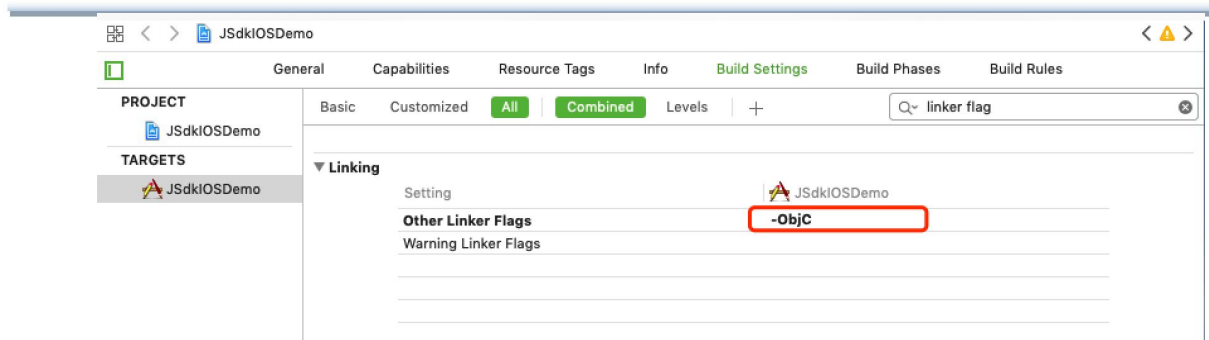 JSdkIOSDemo
General Capabilities Resource Tags Info Build Settings Build Phases Build Rules
PROJECT
JSdkIOSDemo
TARGETS
JSdkIOSDemo
Basic Customized All Combined Levels + linker flag
Linking
Setting JSdkIOSDemo
Other Linker Flags -ObjC
Warning Linker Flags